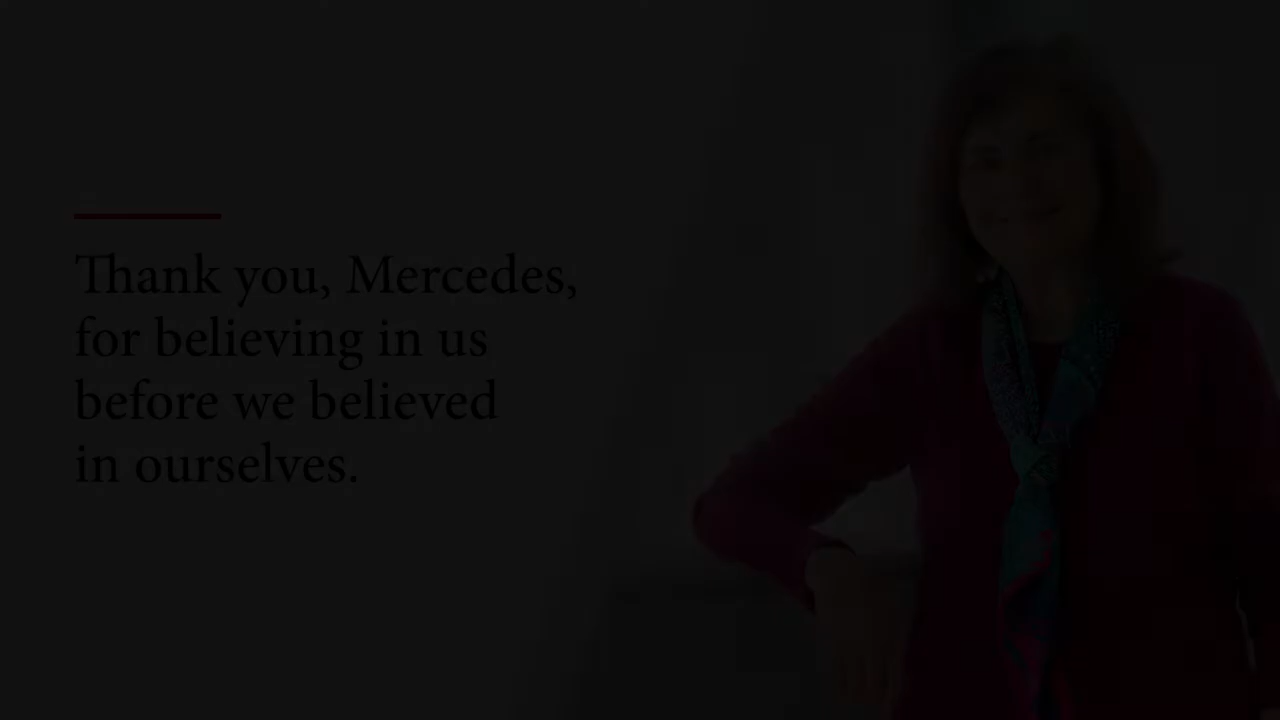 Thank you, Mercedes,
for believing in us
before we believed
in ourselves.